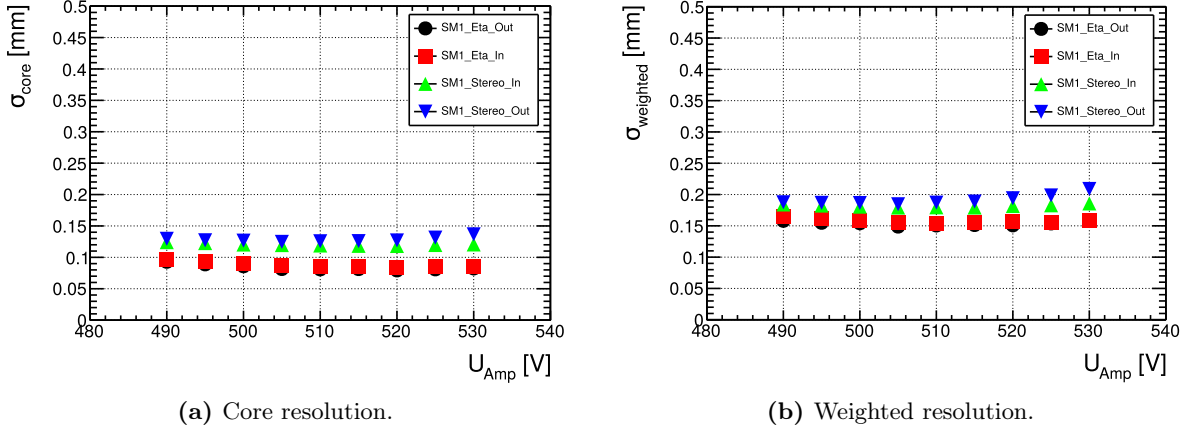 σcore [mm]
0.5
0.45
0.4
0.35
0.3
0.25
0.2
0.15
0.1
0.05
0
480 490 500 510 520 530 540
UAmp [V]
SM1_Eta_Out
SM1_Eta_In
SM1_Stereo_In
SM1_Stereo_Out
(a) Core resolution.
σweighted [mm]
0.5
0.45
0.4
0.35
0.3
0.25
0.2
0.15
0.1
0.05
0
480 490 500 510 520 530 540
UAmp [V]
SM1_Eta_Out
SM1_Eta_In
SM1_Stereo_In
SM1_Stereo_Out
(b) Weighted resolution.